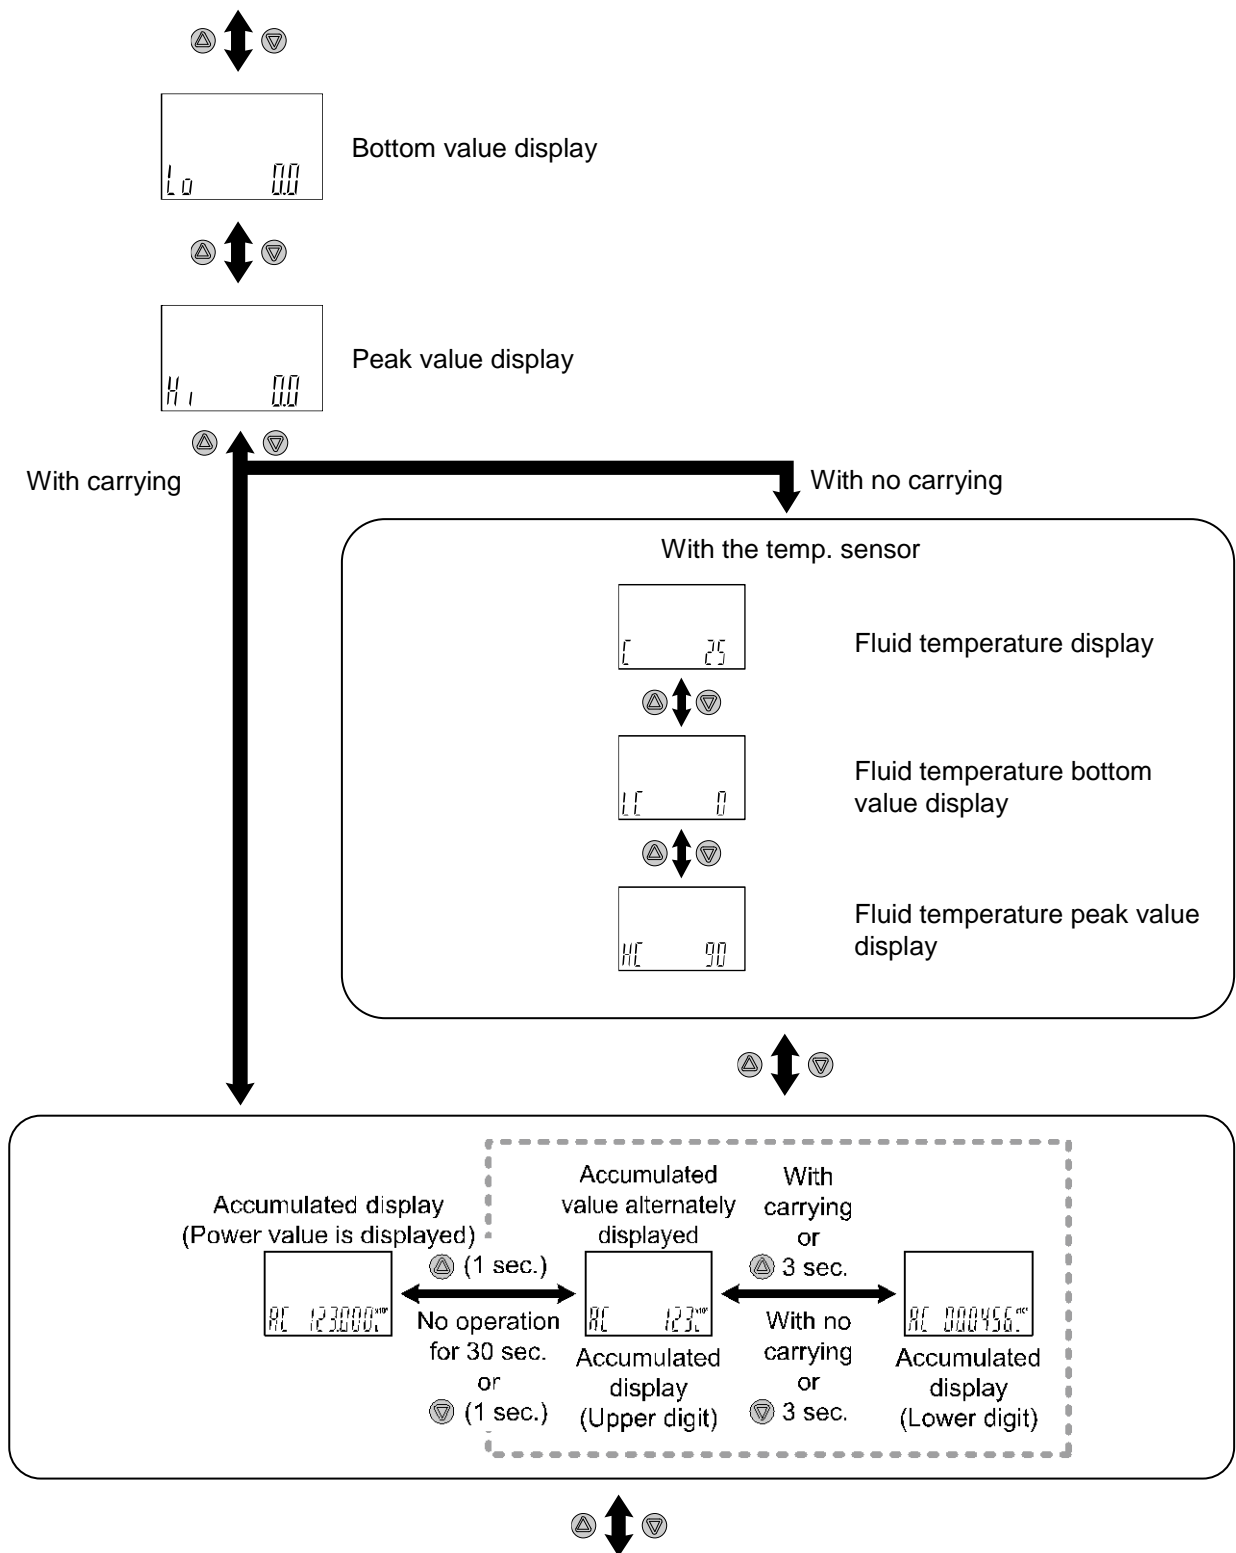 Lo 0.0
Bottom value display
Hi 0.0
Peak value display
With carrying
With no carrying
With the temp. sensor
C 25
Fluid temperature display
LC 0
Fluid temperature bottom
value display
HC 90
Fluid temperature peak value
display
Accumulated display
(Power value is displayed)
AC 123.000.
(1 sec.)
No operation
for 30 sec.
or
(1 sec.)
Accumulated
value alternately
displayed
AC 123.
Accumulated
display
(Upper digit)
With
carrying
or
3 sec.
With no
carrying
or
3 sec.
AC 000456.
Accumulated
display
(Lower digit)